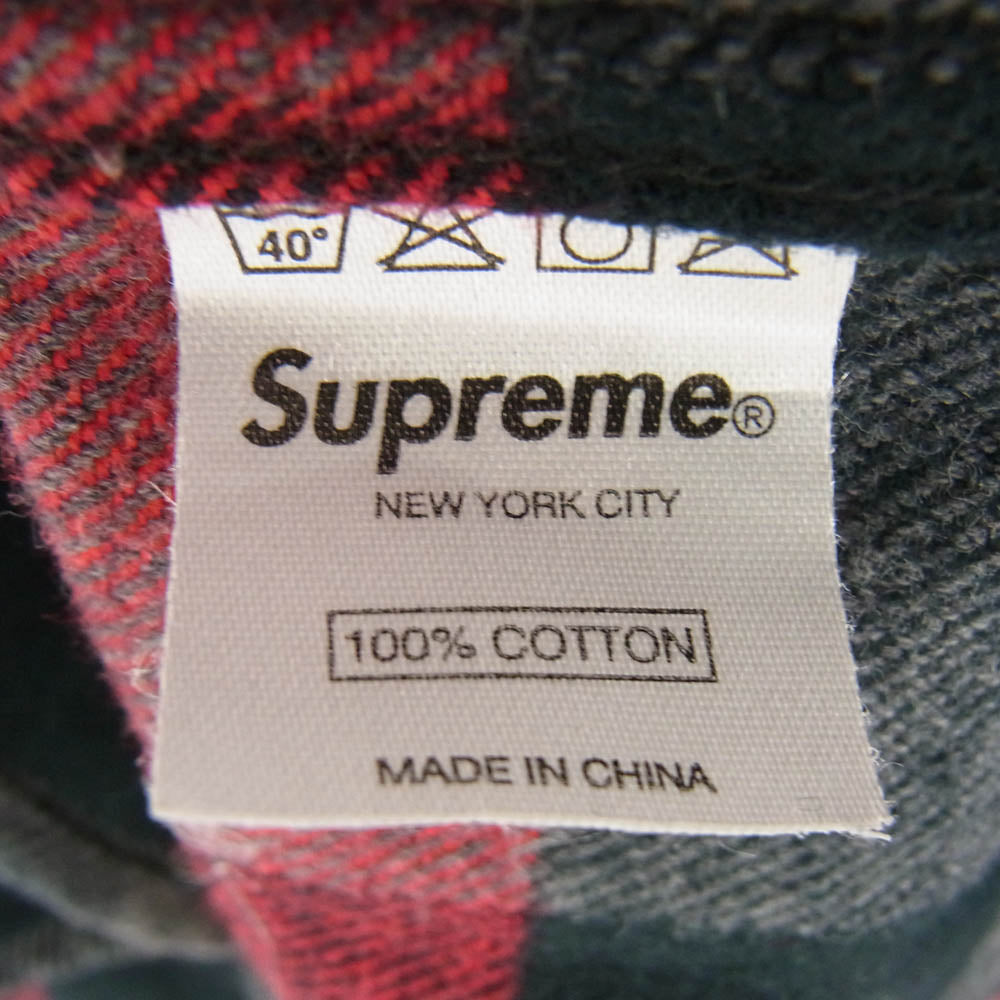 40°
Supreme®
NEW YORK CITY
100% COTTON
MADE IN CHINA